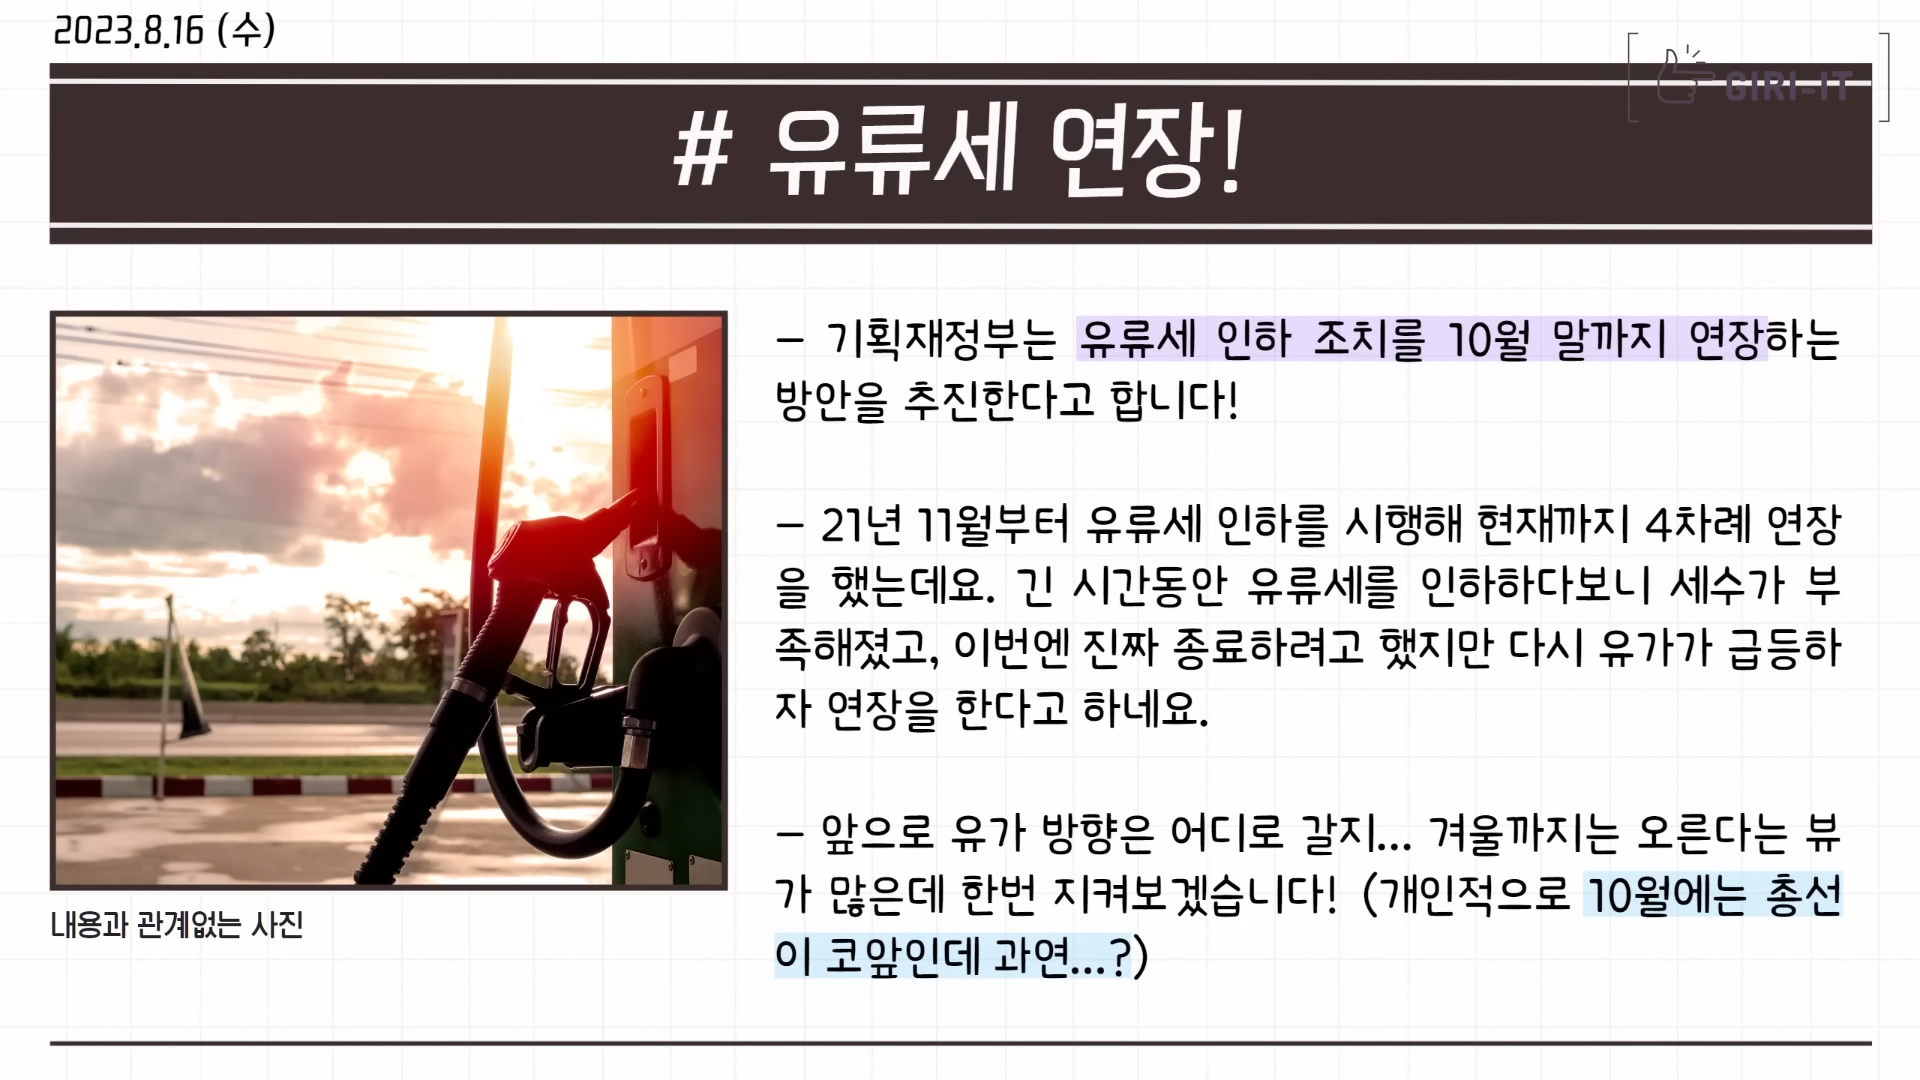 2023.8.16 (수)
GIRI-IT
# 유류세 연장!
- 기획재정부는 유류세 인하 조치를 10월 말까지 연장하는
방안을 추진한다고 합니다!
- 21년 11월부터 유류세 인하를 시행해 현재까지 4차례 연장
을 했는데요. 긴 시간동안 유류세를 인하하다보니 세수가 부
족해졌고, 이번엔 진짜 종료하려고 했지만 다시 유가가 급등하
자 연장을 한다고 하네요.
- 앞으로 유가 방향은 어디로 갈지... 겨울까지는 오른다는 뷰
가 많은데 한번 지켜보겠습니다! (개인적으로 10월에는 총선
이 코앞인데 과연...?)
내용과 관계없는 사진